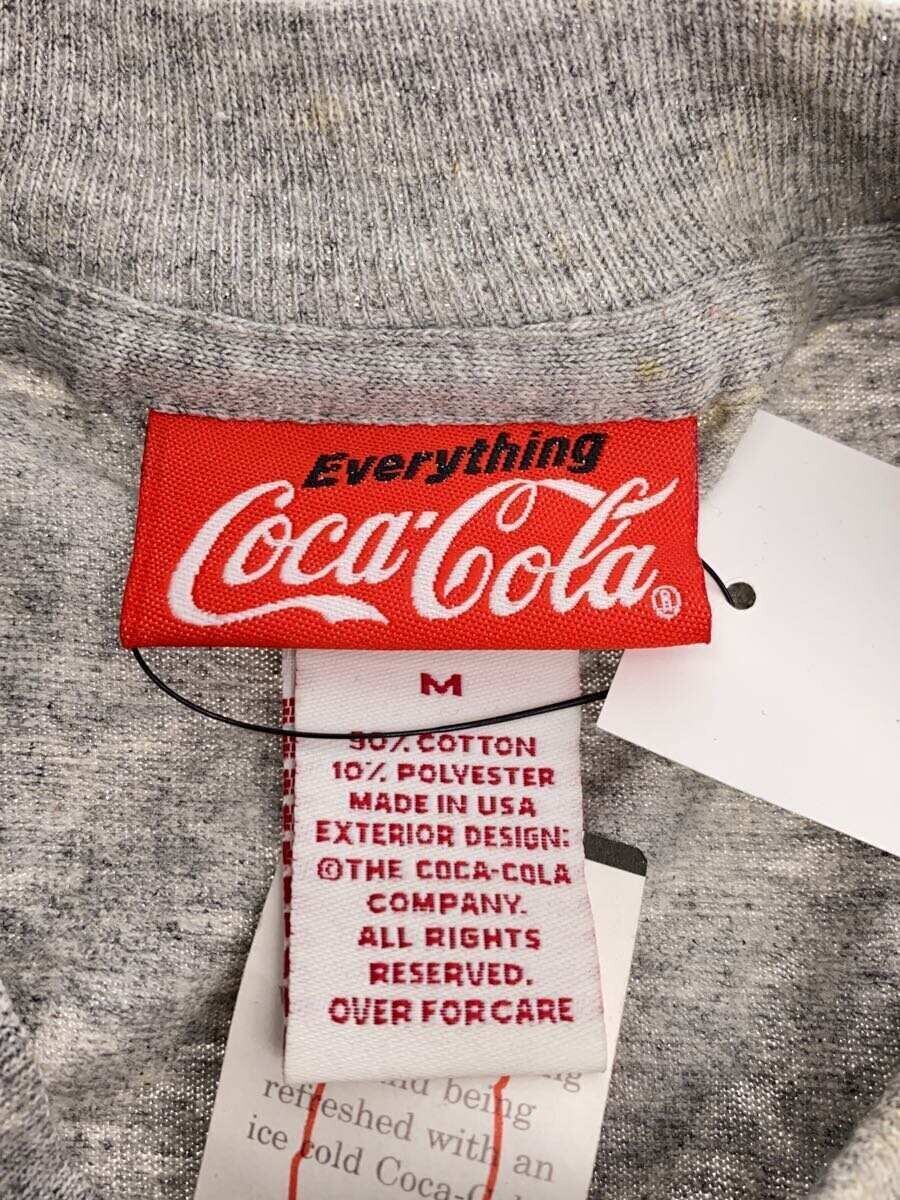 Everything
Coca-Cola®
M
90% COTTON
10% POLYESTER
MADE IN USA
EXTERIOR DESIGN:
©THE COCA-COLA
COMPANY.
ALL RIGHTS
RESERVED.
OVER FOR CARE
being
refreshed with an
ice cold